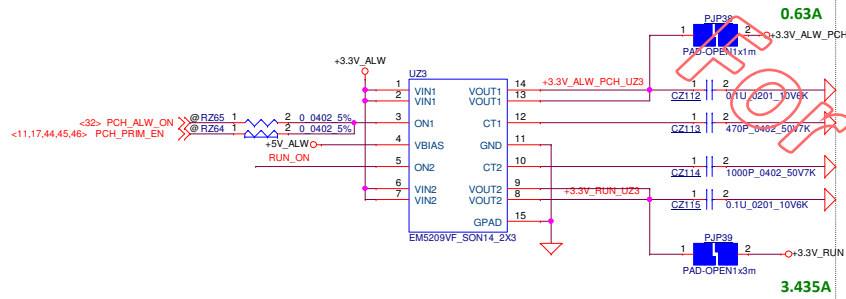 0.63A
PJP38
1 2
+3.3V_ALW_PCH
PAD-OPEN1x1m
+3.3V_ALW
UZ3
1 VIN1 VOUT1 14 +3.3V_ALW_PCH_UZ3
2 VIN1 VOUT1 13
CZ112 1 2 0.1U_0201_10V6K
<32> PCH_ALW_ON @RZ65 1 2 0_0402_5%
3 ON1 CT1 12
CZ113 1 2 470P_0402_50V7K
<11,17,44,45,46> PCH_PRIM_EN @RZ64 1 2 0_0402_5%
+5V_ALW 4 VBIAS GND 11
RUN_ON 5 ON2 CT2 10
CZ114 1 2 1000P_0402_50V7K
6 VIN2 VOUT2 9 +3.3V_RUN_UZ3
7 VIN2 VOUT2 8
CZ115 1 2 0.1U_0201_10V6K
GPAD 15
EM5209VF_SON14_2X3
PJP39
1 2
+3.3V_RUN
PAD-OPEN1x3m
3.435A
For